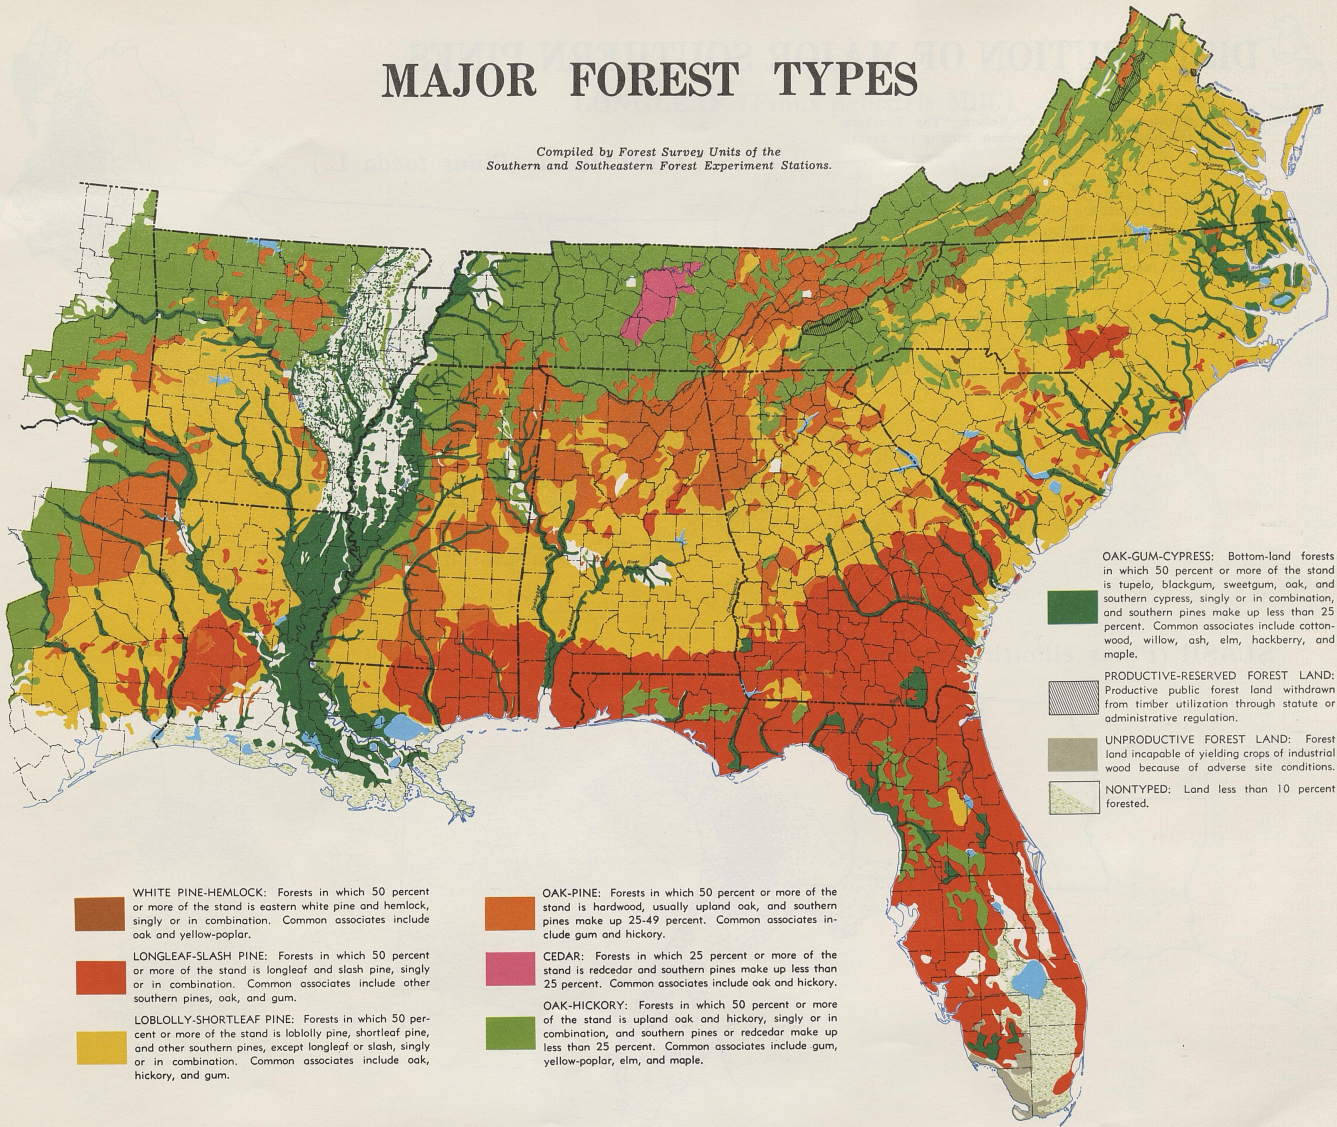 MAJOR FOREST TYPES
Compiled by Forest Survey Units of the
Southern and Southeastern Forest Experiment Stations.
OAK-GUM-CYPRESS: Bottom-land forests
in which 50 percent or more of the stand
is tupelo, blackgum, sweetgum, oak, and
southern cypress, singly or in combination,
and southern pines make up less than 25
percent. Common associates include cotton-
wood, willow, ash, elm, hackberry, and
maple.
PRODUCTIVE-RESERVED FOREST LAND:
Productive public forest land withdrawn
from timber utilization through statute or
administrative regulation.
UNPRODUCTIVE FOREST LAND: Forest
land incapable of yielding crops of industrial
wood because of adverse site conditions.
NONTYPED: Land less than 10 percent
forested.
WHITE PINE-HEMLOCK: Forests in which 50 percent
or more of the stand is eastern white pine and hemlock,
singly or in combination. Common associates include
oak and yellow-poplar.
LONGLEAF-SLASH PINE: Forests in which 50 percent
or more of the stand is longleaf and slash pine, singly
or in combination. Common associates include other
southern pines, oak, and gum.
LOBLOLLY-SHORTLEAF PINE: Forests in which 50 per-
cent or more of the stand is loblolly pine, shortleaf pine,
and other southern pines, except longleaf or slash, singly
or in combination. Common associates include oak,
hickory, and gum.
OAK-PINE: Forests in which 50 percent or more of the
stand is hardwood, usually upland oak, and southern
pines make up 25-49 percent. Common associates in-
clude gum and hickory.
CEDAR: Forests in which 25 percent or more of the
stand is redcedar and southern pines make up less than
25 percent. Common associates include oak and hickory.
OAK-HICKORY: Forests in which 50 percent or more
of the stand is upland oak and hickory, singly or in
combination, and southern pines or redcedar make up
less than 25 percent. Common associates include gum,
yellow-poplar, elm, and maple.